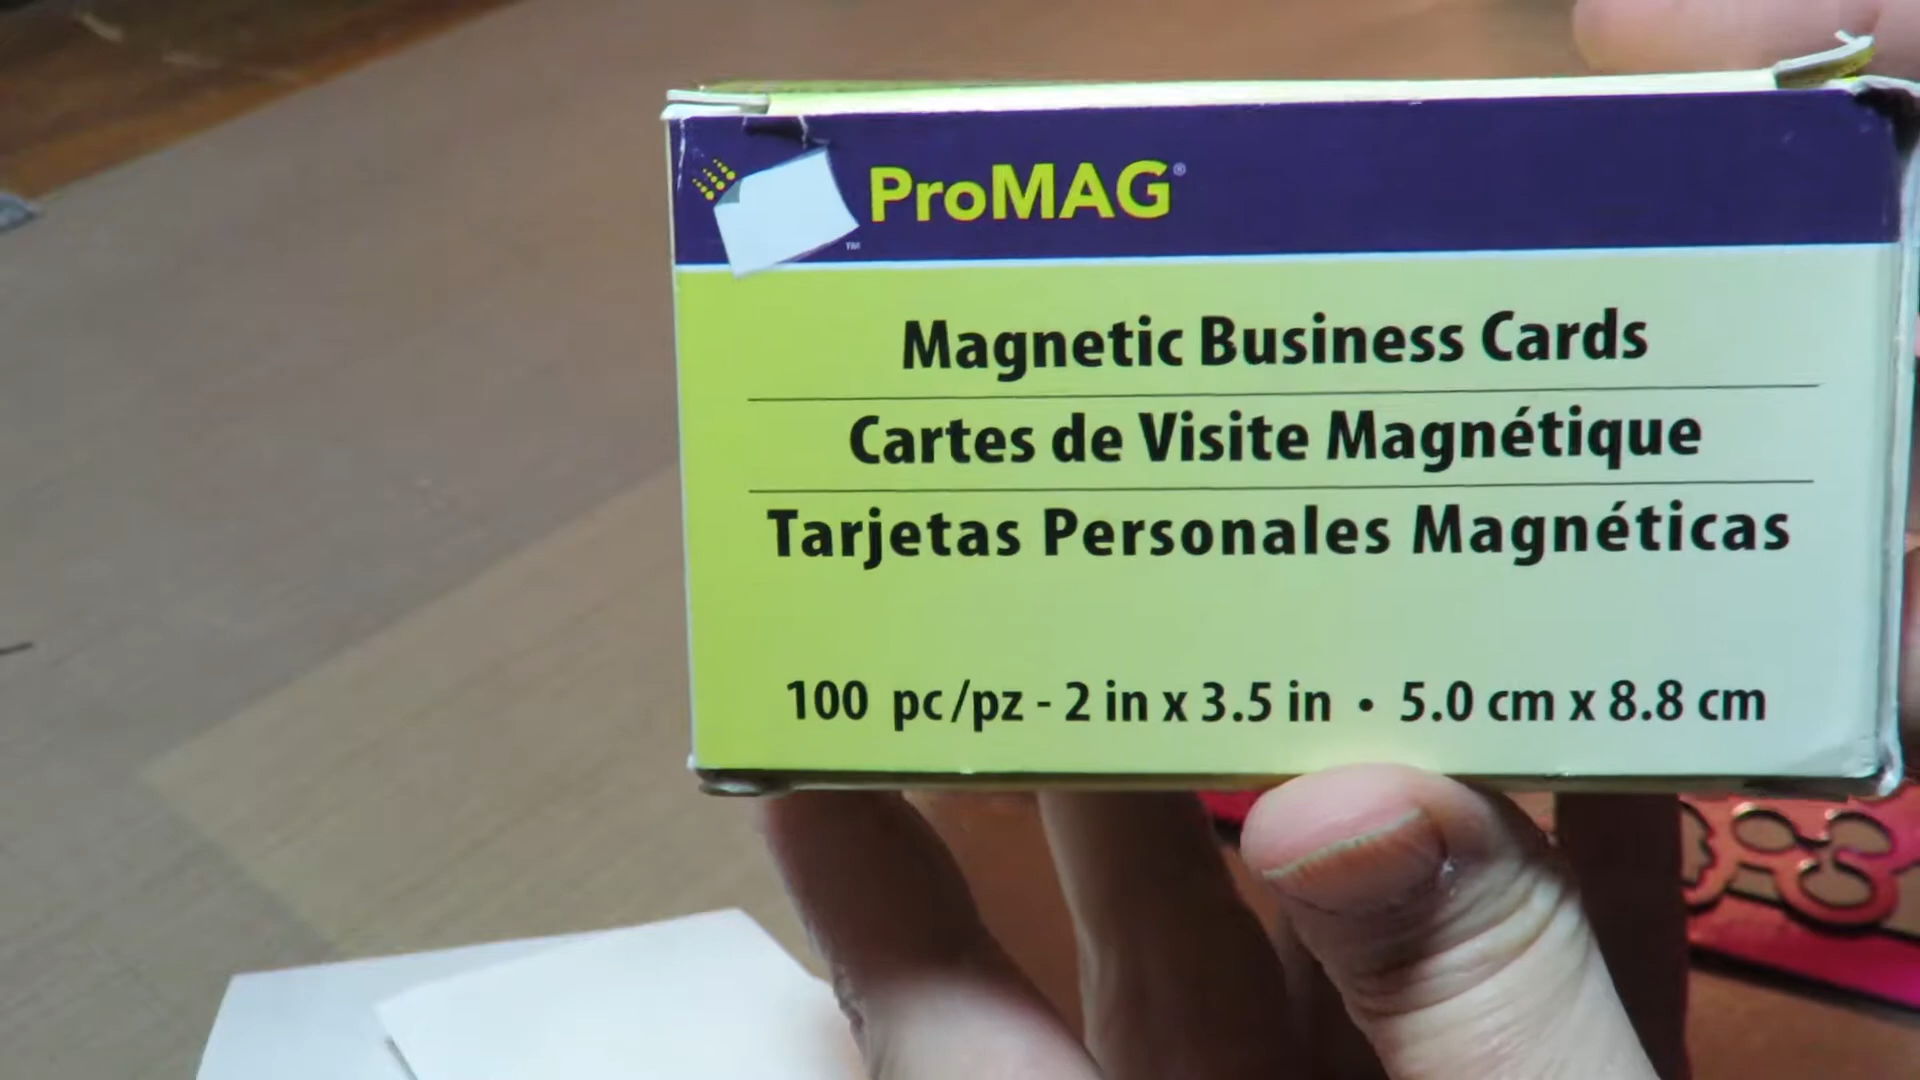 ProMAG®
™
Magnetic Business Cards
Cartes de Visite Magnétique
Tarjetas Personales Magnéticas
100 pc/pz - 2 in x 3.5 in • 5.0 cm x 8.8 cm